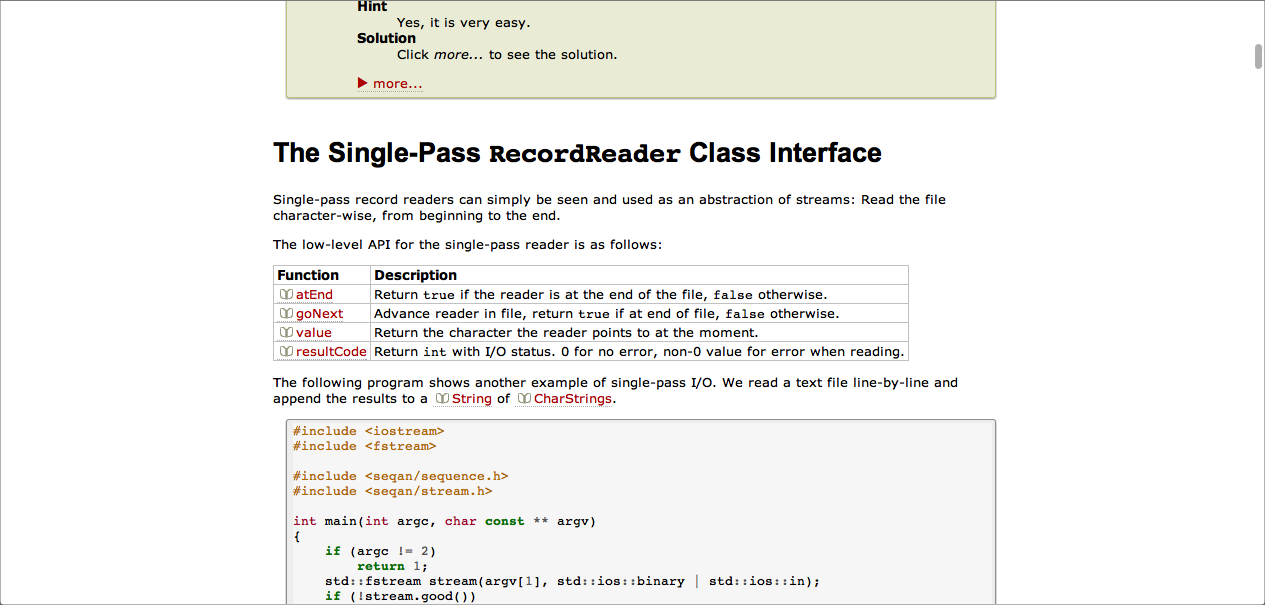 Hint
Yes, it is very easy.
Solution
Click more... to see the solution.
more...
The Single-Pass RecordReader Class Interface
Single-pass record readers can simply be seen and used as an abstraction of streams: Read the file
character-wise, from beginning to the end.
The low-level API for the single-pass reader is as follows:
Function Description
atEnd Return true if the reader is at the end of the file, false otherwise.
goNext Advance reader in file, return true if at end of file, false otherwise.
value Return the character the reader points to at the moment.
resultCode Return int with I/O status. 0 for no error, non-0 value for error when reading.
The following program shows another example of single-pass I/O. We read a text file line-by-line and
append the results to a String of CharStrings.
#include <iostream>
#include <fstream>
#include <seqan/sequence.h>
#include <seqan/stream.h>
int main(int argc, char const ** argv)
{
if (argc != 2)
return 1;
std::fstream stream(argv[1], std::ios::binary | std::ios::in);
if (!stream.good())